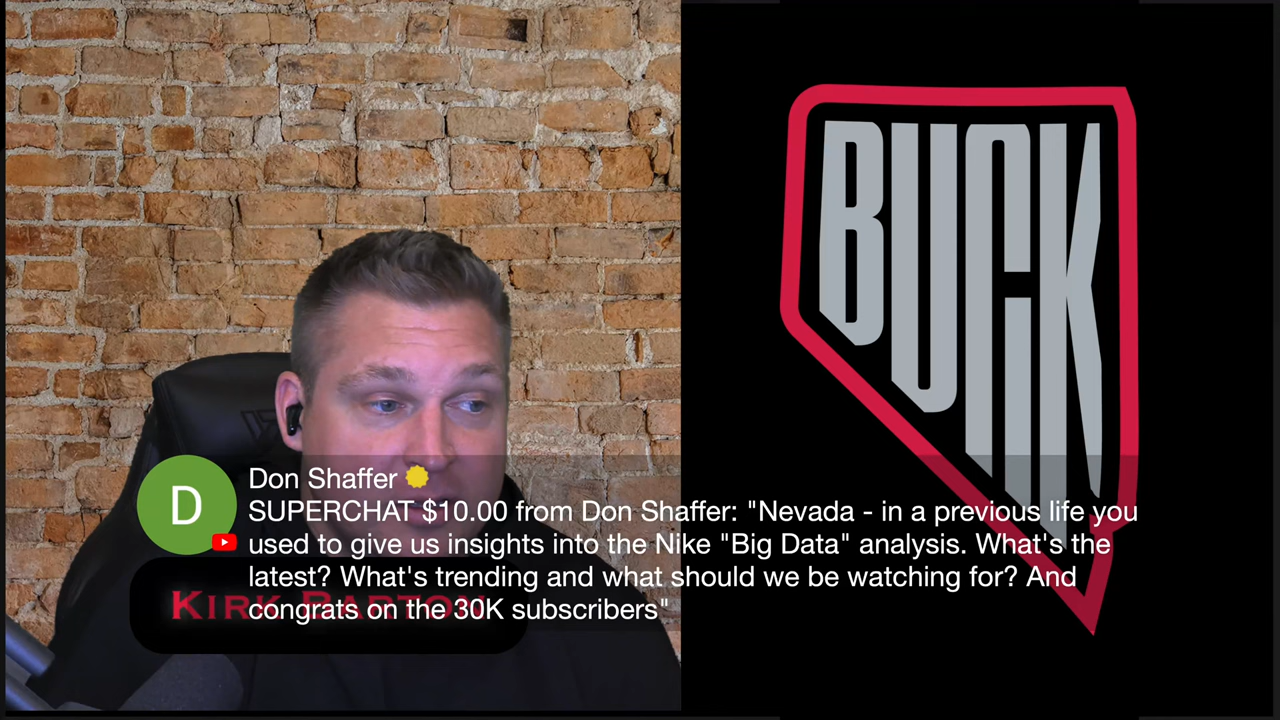 BUCK
D
Don Shaffer
SUPERCHAT $10.00 from Don Shaffer: "Nevada - in a previous life you
used to give us insights into the Nike "Big Data" analysis. What's the
latest? What's trending and what should we be watching for? And
congrats on the 30K subscribers"
KIRK BARTON